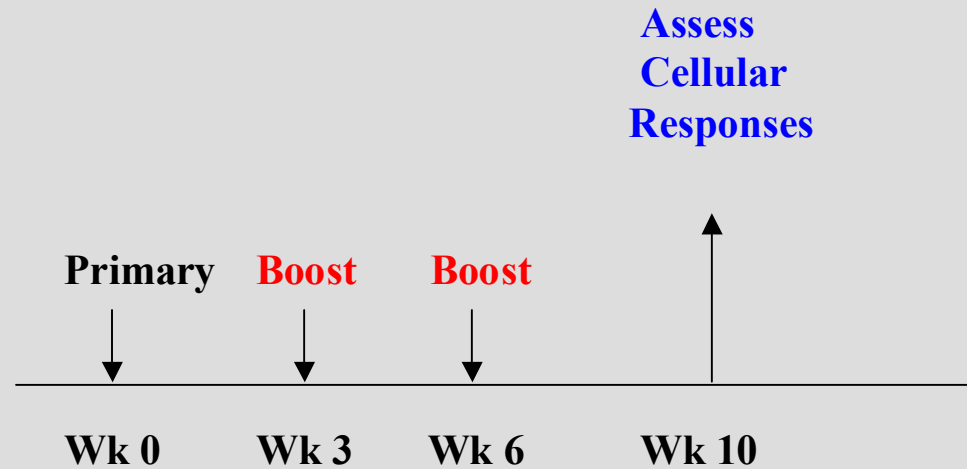 Assess
Cellular
Responses
Primary Boost Boost
Wk 0 Wk 3 Wk 6 Wk 10